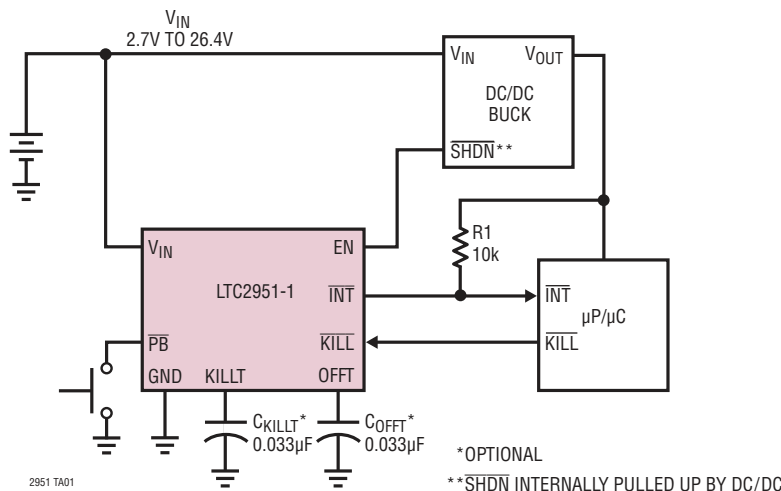 VIN
2.7V TO 26.4V
VIN
VOUT
DC/DC
BUCK
SHDN**
R1
10k
VIN
EN
LTC2951-1
INT
INT
µP/µC
PB
KILL
KILL
GND
KILLT
OFFT
CKILLT*
0.033µF
COFFT*
0.033µF
*OPTIONAL
2951 TA01
**SHDN INTERNALLY PULLED UP BY DC/DC